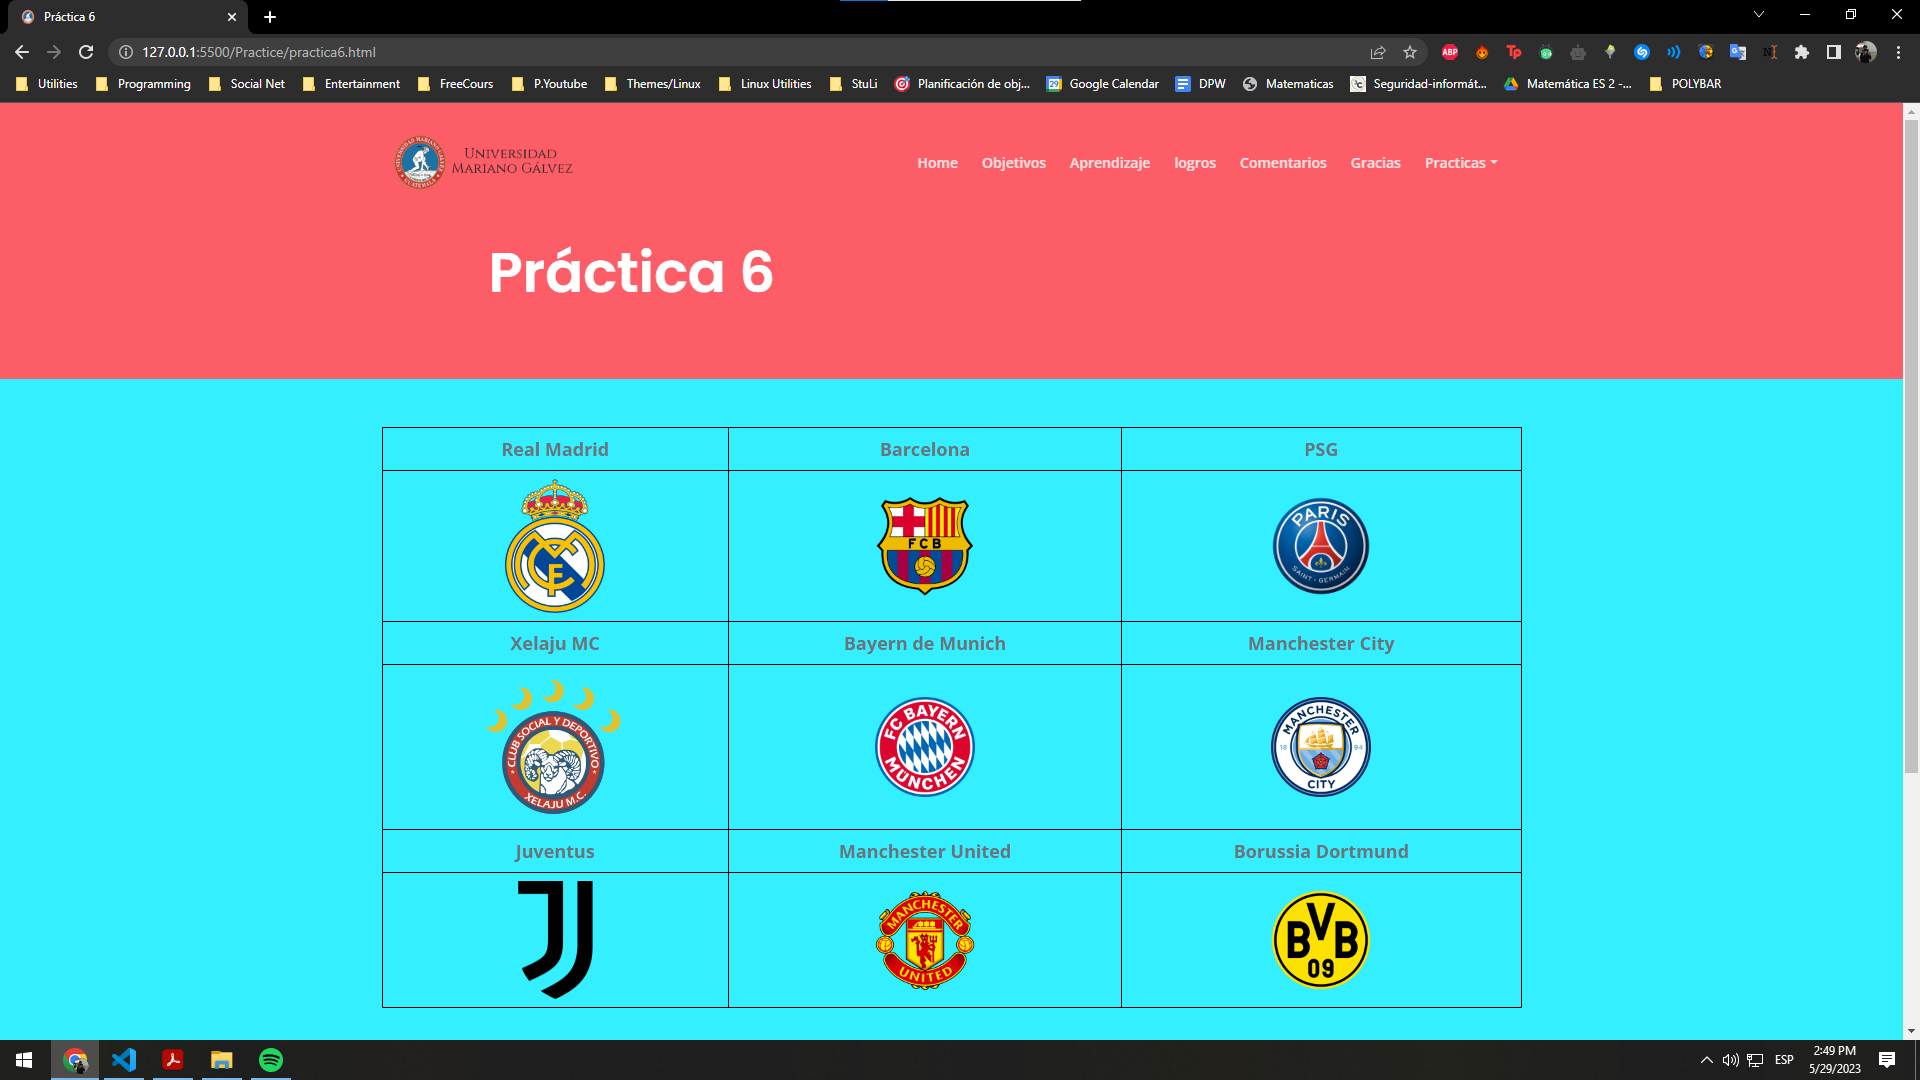 Práctica 6
127.0.0.1:5500/Practice/practica6.html
ABP
Tp
Utilities
Programming
Social Net
Entertainment
FreeCours
P.Youtube
Themes/Linux
Linux Utilities
StuLi
Planificación de obj...
Google Calendar
DPW
Matematicas
Seguridad-informát...
Matemática ES 2 -...
POLYBAR
UNIVERSIDAD
MARIANO GÁLVEZ
Home
Objetivos
Aprendizaje
logros
Comentarios
Gracias
Practicas
Práctica 6
Real Madrid
Barcelona
PSG
FCB
PARIS
SAINT-GERMAIN
Xelaju MC
Bayern de Munich
Manchester City
CLUB SOCIAL Y DEPORTIVO
XELAJU M.C.
FC BAYERN
MÜNCHEN
MANCHESTER
18 94
CITY
Juventus
Manchester United
Borussia Dortmund
MANCHESTER
UNITED
BVB
09
ESP
2:49 PM
5/29/2023